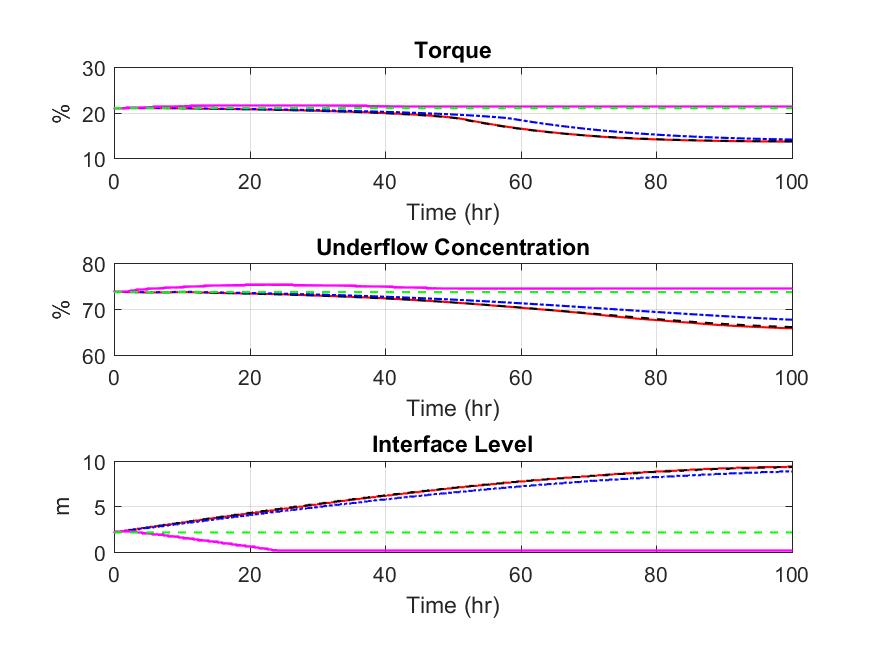 Torque
30
20
10
%
0 20 40 60 80 100
Time (hr)
Underflow Concentration
80
70
60
%
0 20 40 60 80 100
Time (hr)
Interface Level
10
5
0
m
0 20 40 60 80 100
Time (hr)